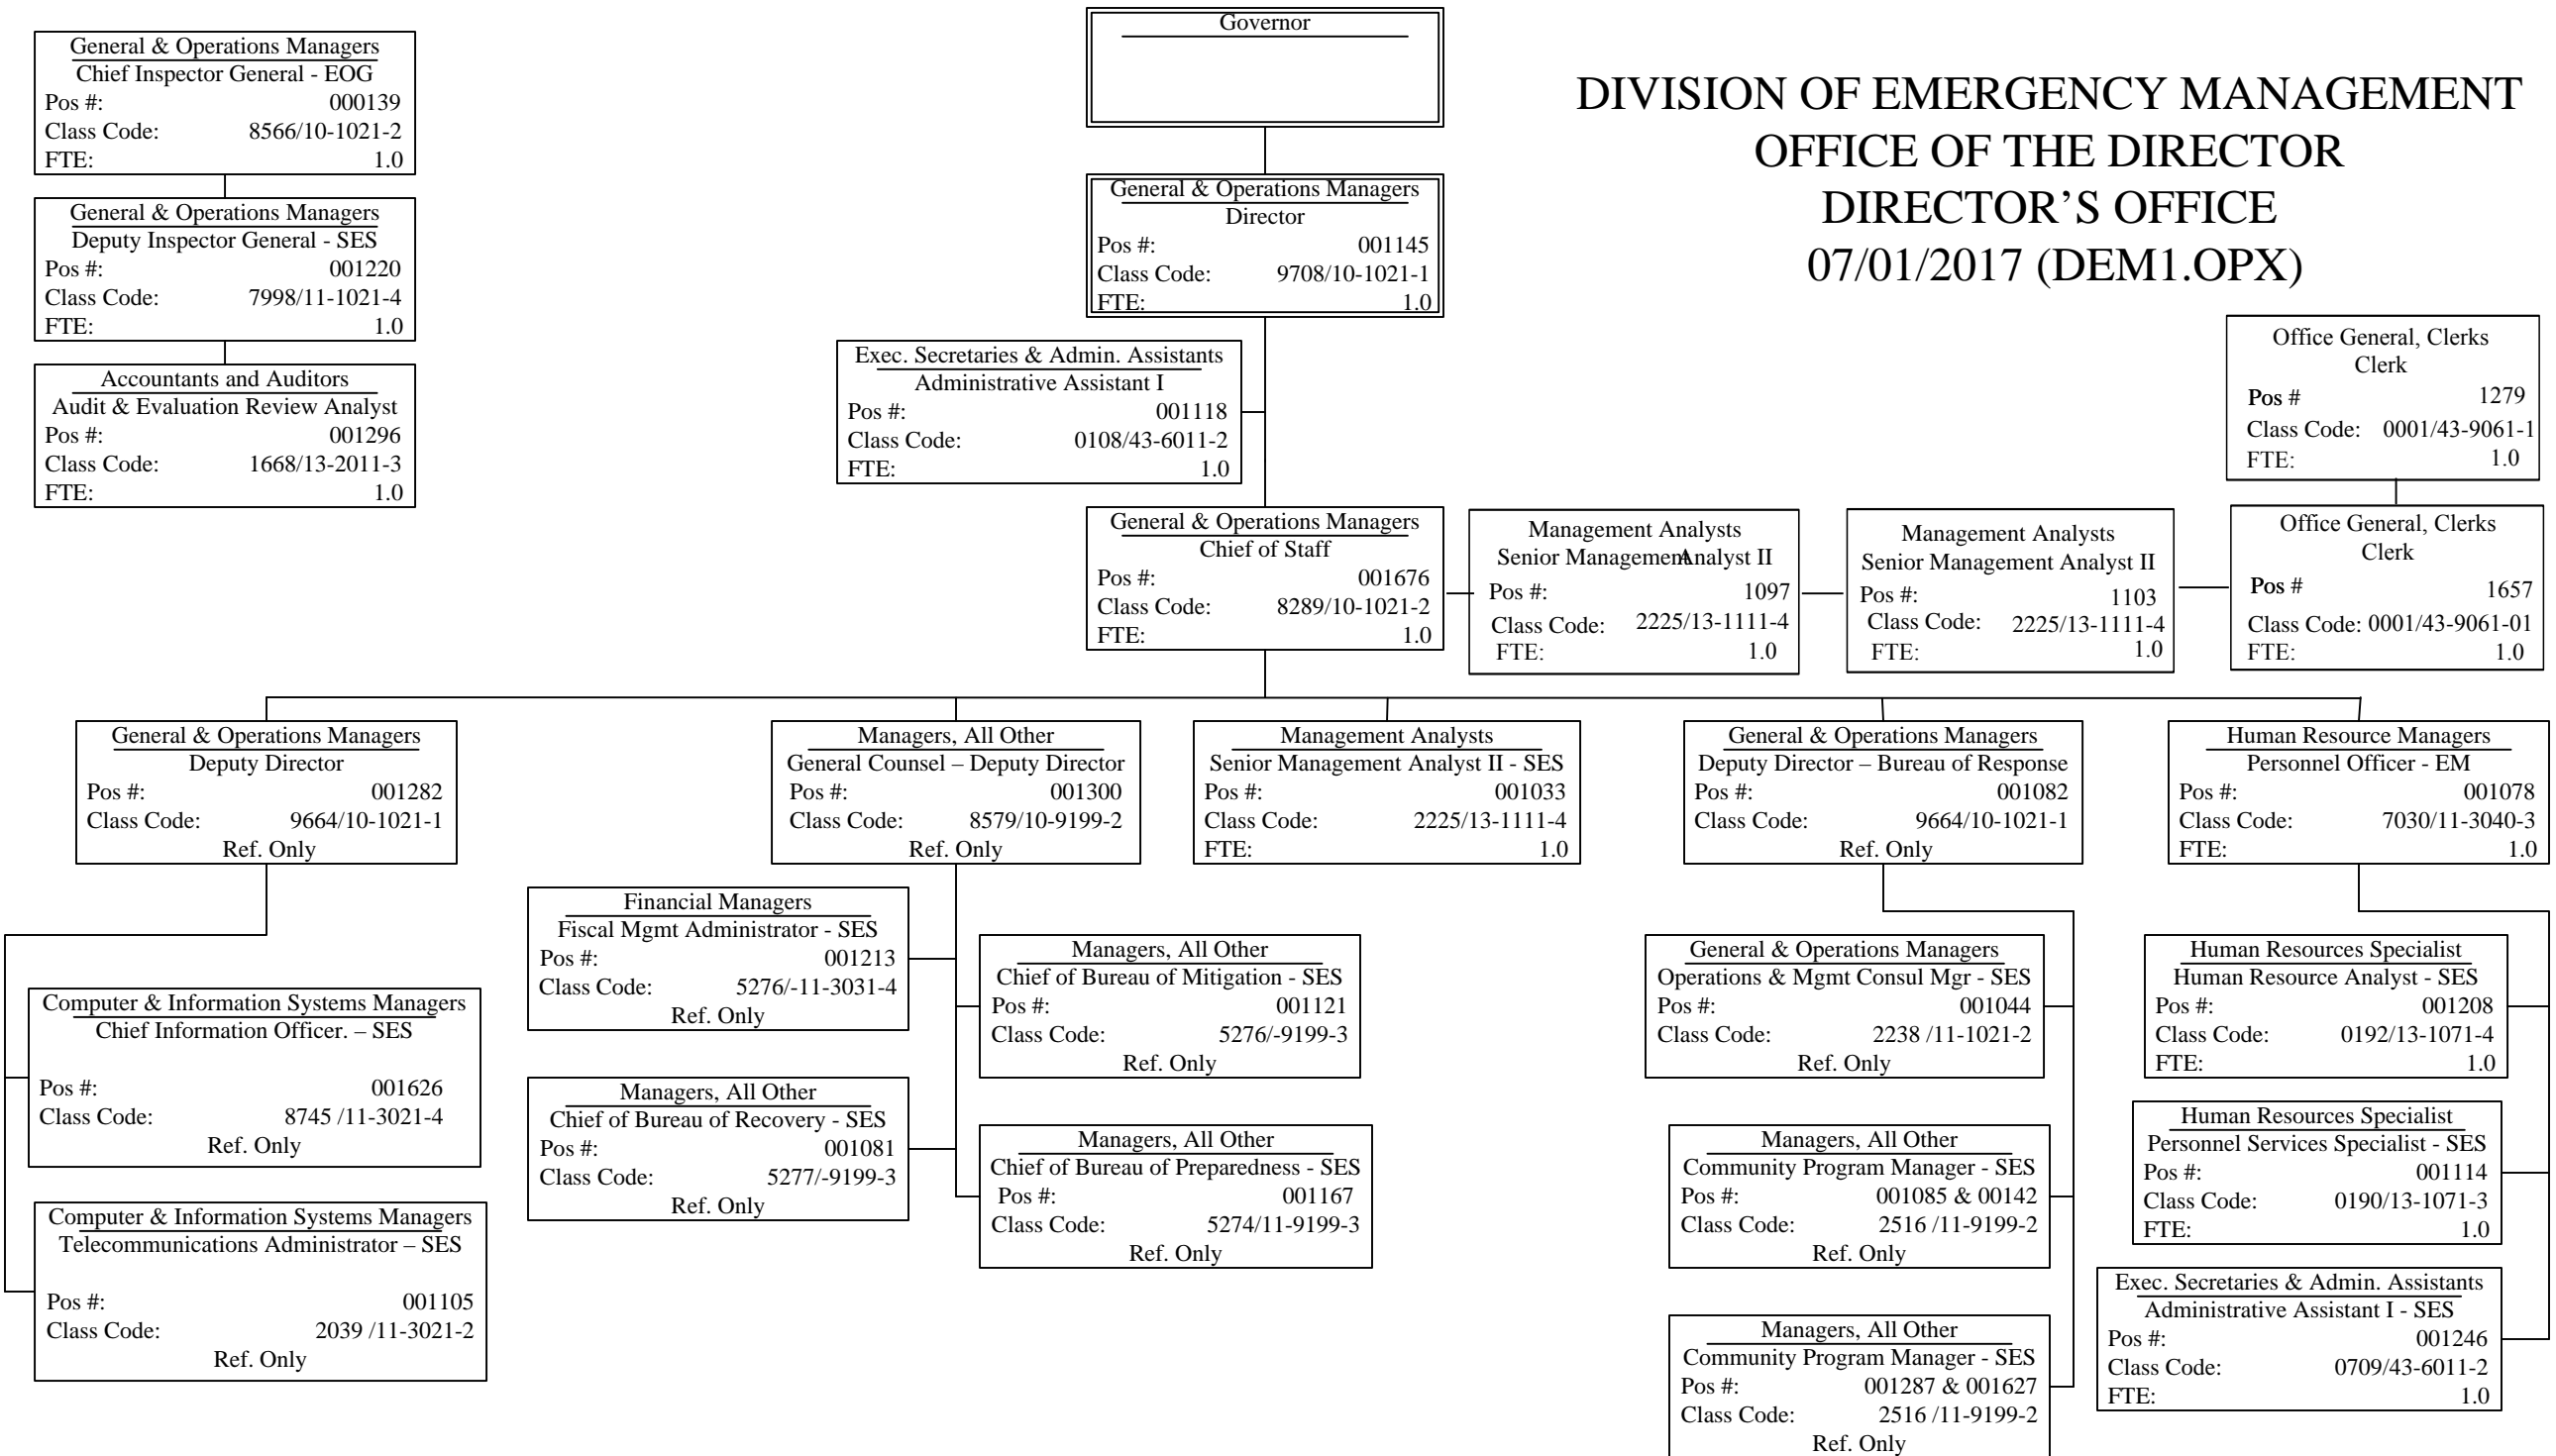 Governor
General & Operations Managers
Chief Inspector General - EOG
Pos #: 000139
Class Code: 8566/10-1021-2
FTE: 1.0
DIVISION OF EMERGENCY MANAGEMENT
OFFICE OF THE DIRECTOR
DIRECTOR’S OFFICE
07/01/2017 (DEM1.OPX)
General & Operations Managers
Director
Pos #: 001145
Class Code: 9708/10-1021-1
FTE: 1.0
General & Operations Managers
Deputy Inspector General - SES
Pos #: 001220
Class Code: 7998/11-1021-4
FTE: 1.0
Accountants and Auditors
Audit & Evaluation Review Analyst
Pos #: 001296
Class Code: 1668/13-2011-3
FTE: 1.0
Exec. Secretaries & Admin. Assistants
Administrative Assistant I
Pos #: 001118
Class Code: 0108/43-6011-2
FTE: 1.0
Office General, Clerks
Clerk
Pos # 1279
Class Code: 0001/43-9061-1
FTE: 1.0
General & Operations Managers
Chief of Staff
Pos #: 001676
Class Code: 8289/10-1021-2
FTE: 1.0
Management Analysts
Senior Management Analyst II
Pos #: 1097
Class Code: 2225/13-1111-4
FTE: 1.0
Management Analysts
Senior Management Analyst II
Pos #: 1103
Class Code: 2225/13-1111-4
FTE: 1.0
Office General, Clerks
Clerk
Pos # 1657
Class Code: 0001/43-9061-01
FTE: 1.0
General & Operations Managers
Deputy Director
Pos #: 001282
Class Code: 9664/10-1021-1
Ref. Only
Managers, All Other
General Counsel – Deputy Director
Pos #: 001300
Class Code: 8579/10-9199-2
Ref. Only
Management Analysts
Senior Management Analyst II - SES
Pos #: 001033
Class Code: 2225/13-1111-4
FTE: 1.0
General & Operations Managers
Deputy Director – Bureau of Response
Pos #: 001082
Class Code: 9664/10-1021-1
Ref. Only
Human Resource Managers
Personnel Officer - EM
Pos #: 001078
Class Code: 7030/11-3040-3
FTE: 1.0
Computer & Information Systems Managers
Chief Information Officer. – SES
Pos #: 001626
Class Code: 8745 /11-3021-4
Ref. Only
Computer & Information Systems Managers
Telecommunications Administrator – SES
Pos #: 001105
Class Code: 2039 /11-3021-2
Ref. Only
Financial Managers
Fiscal Mgmt Administrator - SES
Pos #: 001213
Class Code: 5276/-11-3031-4
Ref. Only
Managers, All Other
Chief of Bureau of Mitigation - SES
Pos #: 001121
Class Code: 5276/-9199-3
Ref. Only
Managers, All Other
Chief of Bureau of Recovery - SES
Pos #: 001081
Class Code: 5277/-9199-3
Ref. Only
Managers, All Other
Chief of Bureau of Preparedness - SES
Pos #: 001167
Class Code: 5274/11-9199-3
Ref. Only
General & Operations Managers
Operations & Mgmt Consul Mgr - SES
Pos #: 001044
Class Code: 2238 /11-1021-2
Ref. Only
Managers, All Other
Community Program Manager - SES
Pos #: 001085 & 00142
Class Code: 2516 /11-9199-2
Ref. Only
Managers, All Other
Community Program Manager - SES
Pos #: 001287 & 001627
Class Code: 2516 /11-9199-2
Ref. Only
Human Resources Specialist
Human Resource Analyst - SES
Pos #: 001208
Class Code: 0192/13-1071-4
FTE: 1.0
Human Resources Specialist
Personnel Services Specialist - SES
Pos #: 001114
Class Code: 0190/13-1071-3
FTE: 1.0
Exec. Secretaries & Admin. Assistants
Administrative Assistant I - SES
Pos #: 001246
Class Code: 0709/43-6011-2
FTE: 1.0